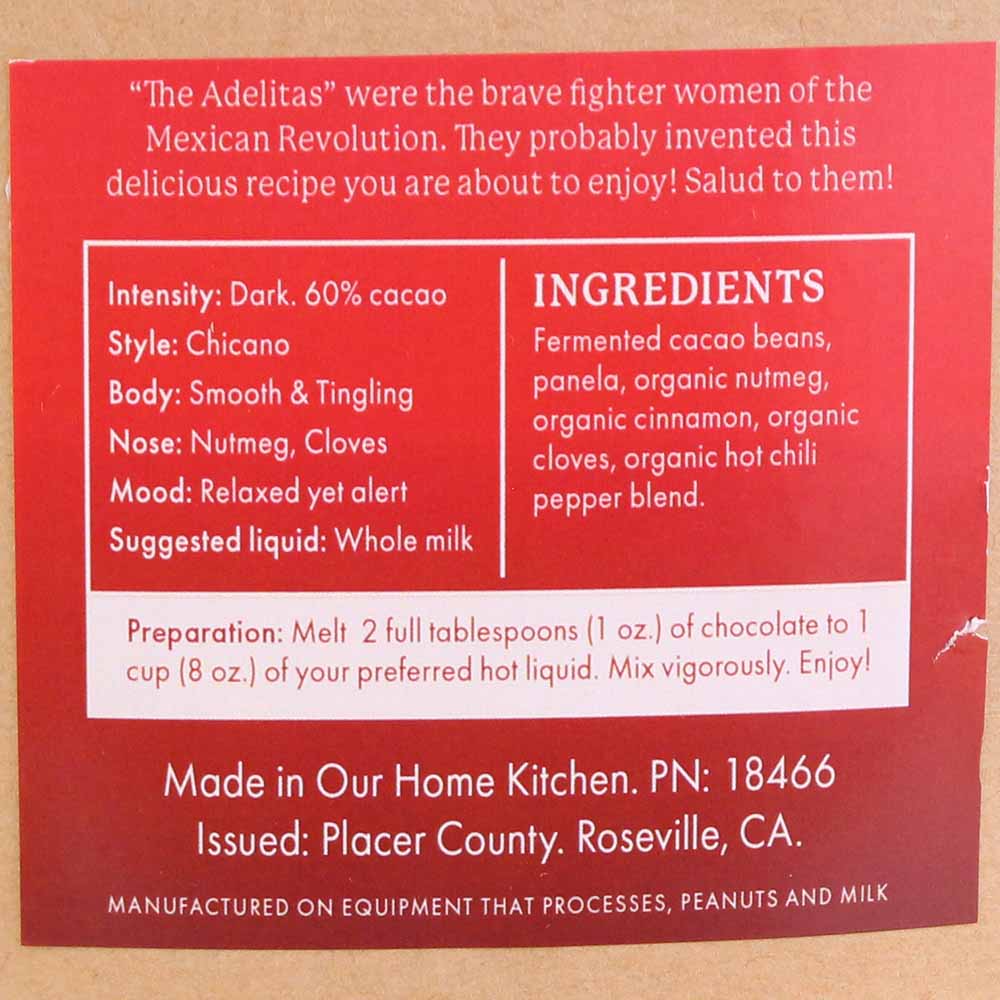 “The Adelitas” were the brave fighter women of the
Mexican Revolution. They probably invented this
delicious recipe you are about to enjoy! Salud to them!
Intensity: Dark. 60% cacao
Style: Chicano
Body: Smooth & Tingling
Nose: Nutmeg, Cloves
Mood: Relaxed yet alert
Suggested liquid: Whole milk
INGREDIENTS
Fermented cacao beans,
panela, organic nutmeg,
organic cinnamon, organic
cloves, organic hot chili
pepper blend.
Preparation: Melt 2 full tablespoons (1 oz.) of chocolate to 1
cup (8 oz.) of your preferred hot liquid. Mix vigorously. Enjoy!
Made in Our Home Kitchen. PN: 18466
Issued: Placer County. Roseville, CA.
MANUFACTURED ON EQUIPMENT THAT PROCESSES, PEANUTS AND MILK